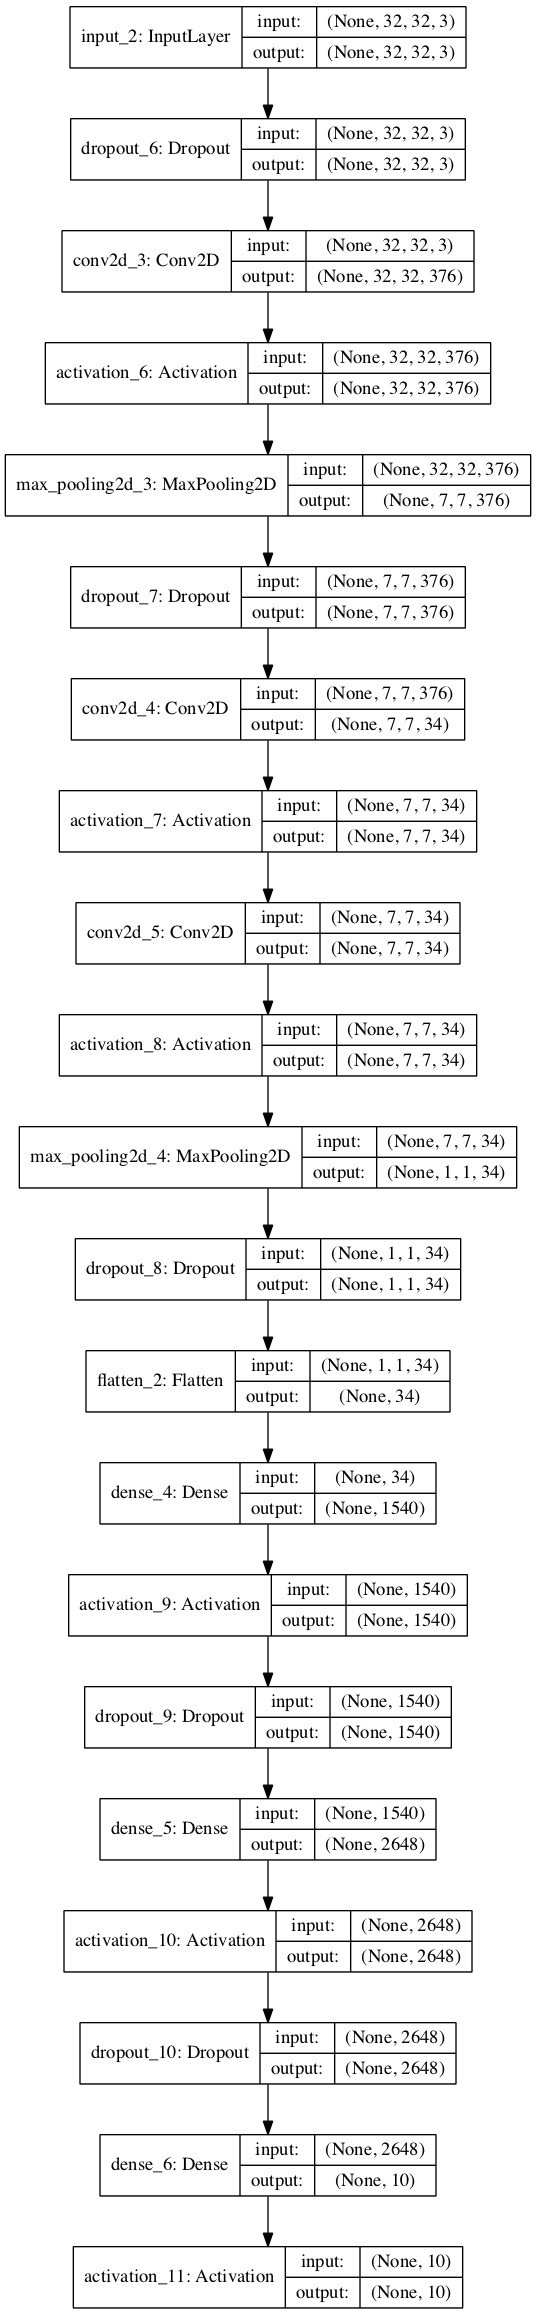 input_2: InputLayer
input: (None, 32, 32, 3)
output: (None, 32, 32, 3)
dropout_6: Dropout
input: (None, 32, 32, 3)
output: (None, 32, 32, 3)
conv2d_3: Conv2D
input: (None, 32, 32, 3)
output: (None, 32, 32, 376)
activation_6: Activation
input: (None, 32, 32, 376)
output: (None, 32, 32, 376)
max_pooling2d_3: MaxPooling2D
input: (None, 32, 32, 376)
output: (None, 7, 7, 376)
dropout_7: Dropout
input: (None, 7, 7, 376)
output: (None, 7, 7, 376)
conv2d_4: Conv2D
input: (None, 7, 7, 376)
output: (None, 7, 7, 34)
activation_7: Activation
input: (None, 7, 7, 34)
output: (None, 7, 7, 34)
conv2d_5: Conv2D
input: (None, 7, 7, 34)
output: (None, 7, 7, 34)
activation_8: Activation
input: (None, 7, 7, 34)
output: (None, 7, 7, 34)
max_pooling2d_4: MaxPooling2D
input: (None, 7, 7, 34)
output: (None, 1, 1, 34)
dropout_8: Dropout
input: (None, 1, 1, 34)
output: (None, 1, 1, 34)
flatten_2: Flatten
input: (None, 1, 1, 34)
output: (None, 34)
dense_4: Dense
input: (None, 34)
output: (None, 1540)
activation_9: Activation
input: (None, 1540)
output: (None, 1540)
dropout_9: Dropout
input: (None, 1540)
output: (None, 1540)
dense_5: Dense
input: (None, 1540)
output: (None, 2648)
activation_10: Activation
input: (None, 2648)
output: (None, 2648)
dropout_10: Dropout
input: (None, 2648)
output: (None, 2648)
dense_6: Dense
input: (None, 2648)
output: (None, 10)
activation_11: Activation
input: (None, 10)
output: (None, 10)